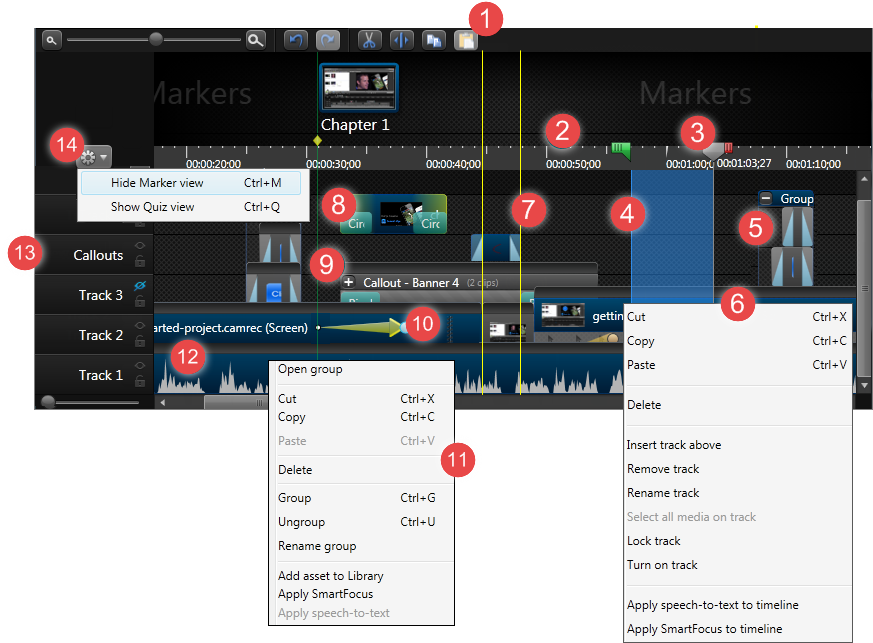 1
Markers
Markers
Chapter 1
2
3
14
00:00:20;00
00:00:30;00
00:00:40;00
00:00:50;00
00:01:00;
00:01:03;27
00:01:10;00
Hide Marker view Ctrl+M
Show Quiz view Ctrl+Q
8
7
4
Group
5
Circ
13
Callouts
9
Callout - Banner 4 (2 clips)
Track 3
6
arted-project.camrec (Screen)
10
gettin
Track 2
12
Track 1
Open group
Cut Ctrl+X
Copy Ctrl+C
Paste Ctrl+V
Delete
Group Ctrl+G
Ungroup Ctrl+U
Rename group
Add asset to Library
Apply SmartFocus
Apply speech-to-text
11
Cut Ctrl+X
Copy Ctrl+C
Paste Ctrl+V
Delete
Insert track above
Remove track
Rename track
Select all media on track
Lock track
Turn on track
Apply speech-to-text to timeline
Apply SmartFocus to timeline